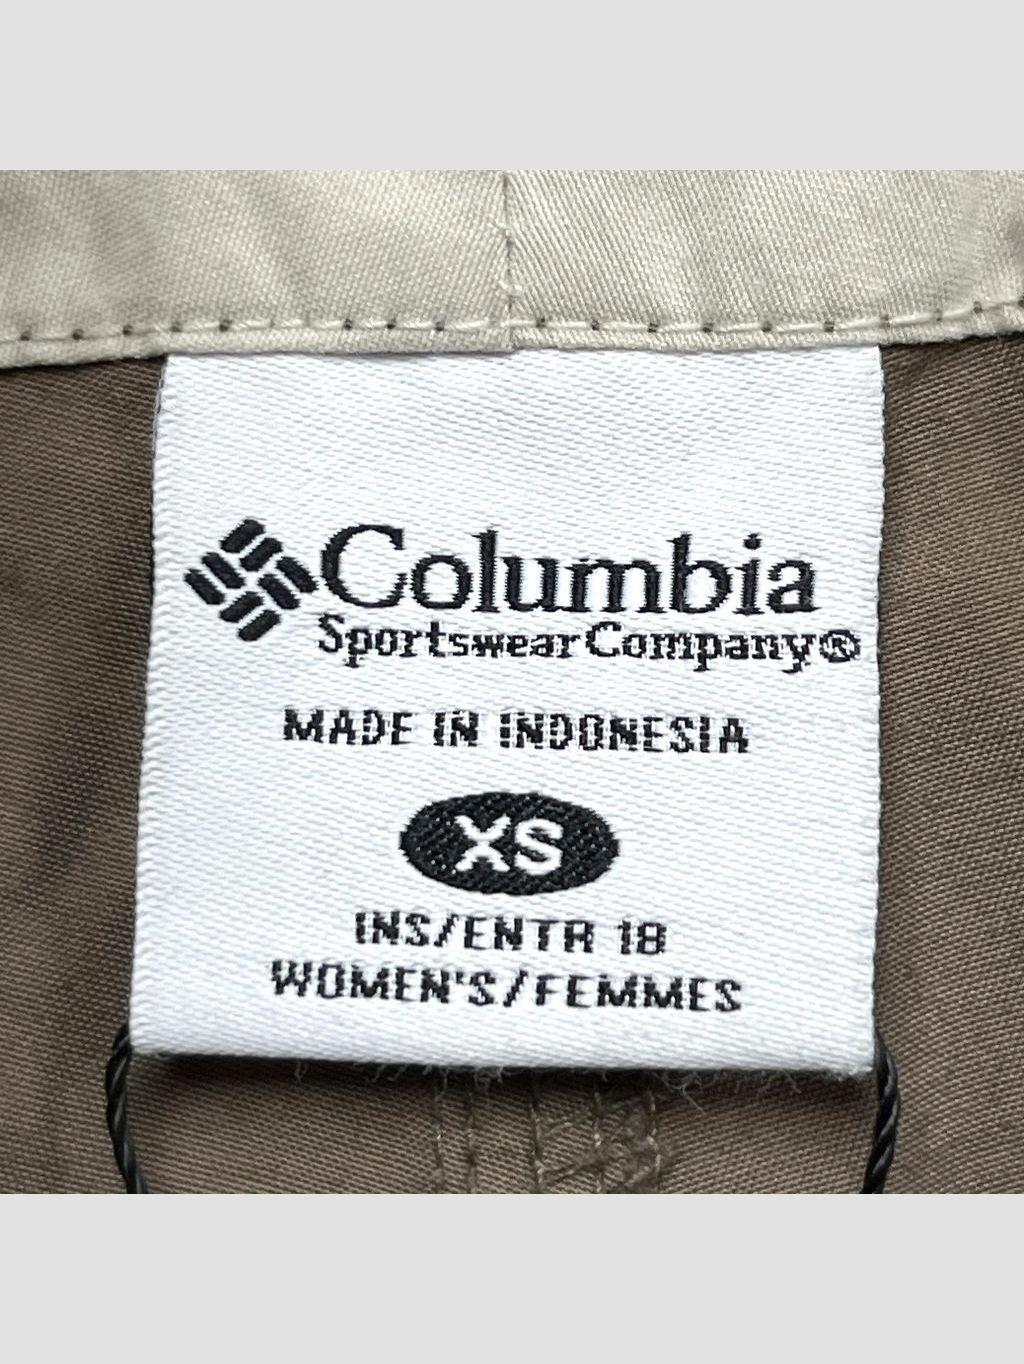 Columbia
Sportswear Company®
MADE IN INDONESIA
XS
INS/ENTR 18
WOMEN'S/FEMMES